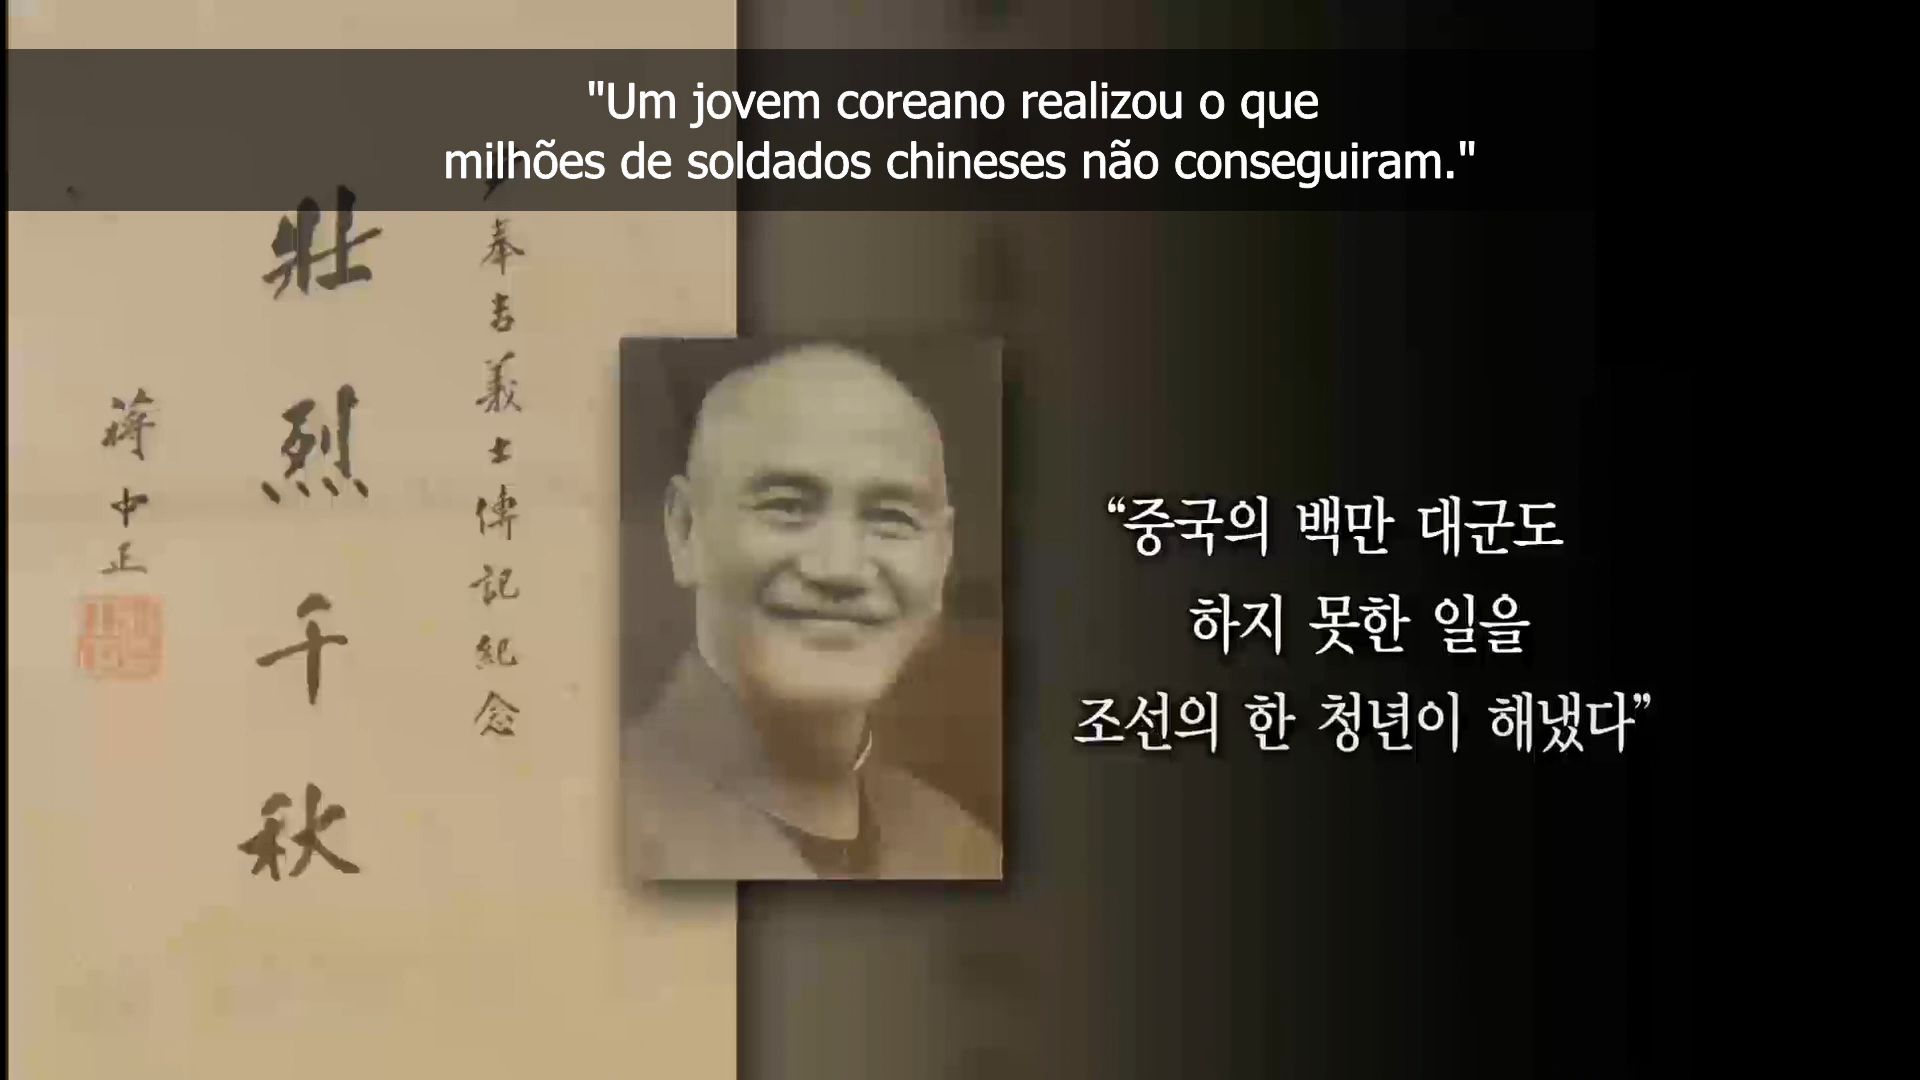 "Um jovem coreano realizou o que
milhões de soldados chineses não conseguiram."
奉吉義士傳記紀念
壯烈千秋
蔣中正
“중국의 백만 대군도
하지 못한 일을
조선의 한 청년이 해냈다”